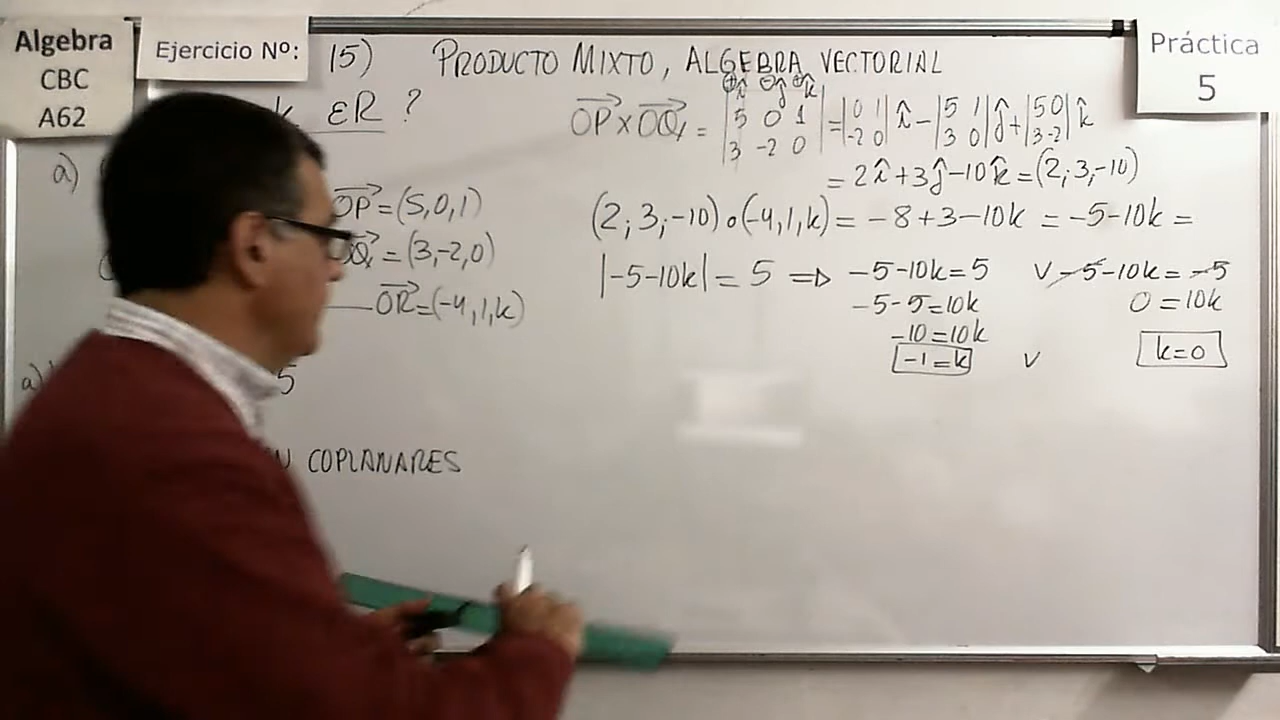 Algebra
CBC
A62
Ejercicio Nº:
15) PRODUCTO MIXTO, ALGEBRA VECTORIAL
Práctica
5
k ∈R ?
a)
OP = (5,0,1)
OQ = (3,-2,0)
OR = (-4,1,k)
a)
5
COPLANARES
OP × OQ = | î ĵ k̂ | = | 0 1 | î - | 5 1 | ĵ + | 5 0 | k̂
5 0 1 -2 0 3 0 3 -2
3 -2 0
= 2î+3ĵ-10k̂ = (2;3,-10)
(2;3,-10)∘(-4,1,k) = -8+3-10k = -5-10k =
|-5-10k| = 5 ⇒ -5-10k=5 v -5-10k = -5
-5-5=10k 0 = 10k
-10=10k
-1=k v k=0